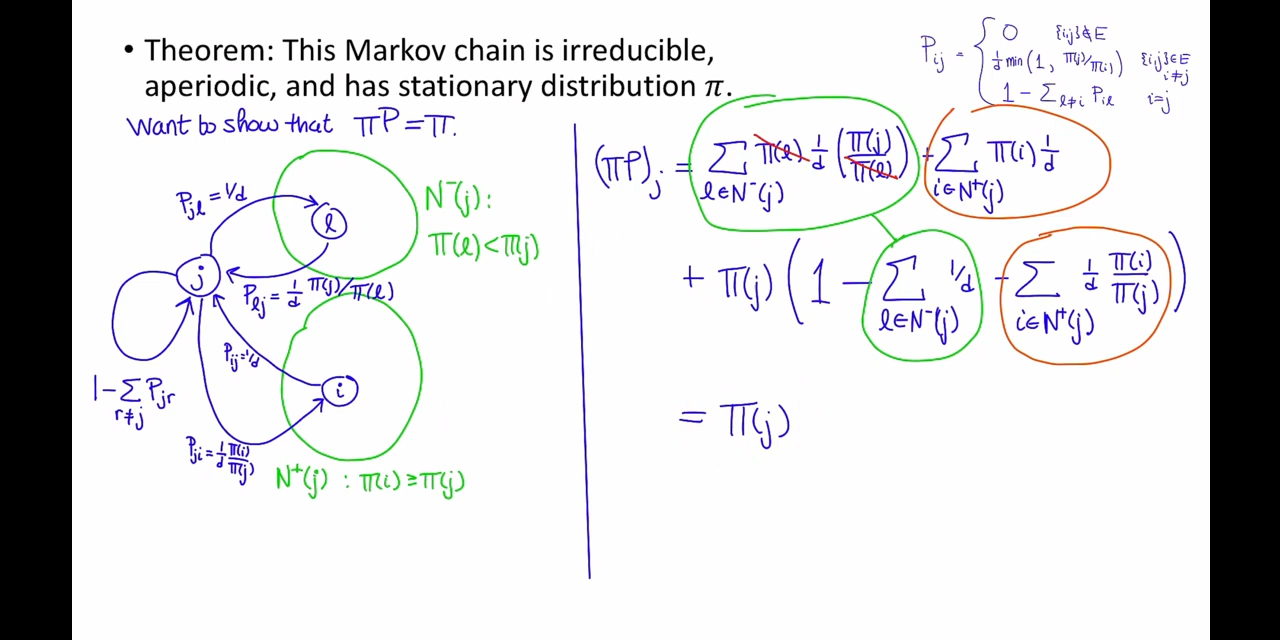 • Theorem: This Markov chain is irreducible,
aperiodic, and has stationary distribution π.
P_ij = { 0 {i,j}∉E
1/d min(1, π(j)/π(i)) {i,j}∈E i≠j
1 − Σ_{ℓ≠i} P_iℓ i=j
Want to show that πP = π.
P_jℓ = 1/d
ℓ
N⁻(j) :
π(ℓ) < π(j)
j
P_ℓj = 1/d π(j)/π(ℓ)
P_ij = 1/d
i
1 − Σ_{r≠j} P_jr
P_ji = 1/d π(i)/π(j)
N⁺(j) : π(i) ≥ π(j)
(πP)_j = Σ_{ℓ∈N⁻(j)} π(ℓ) 1/d (π(j)/π(ℓ)) + Σ_{i∈N⁺(j)} π(i) 1/d
+ π(j) (1 − Σ_{ℓ∈N⁻(j)} 1/d − Σ_{i∈N⁺(j)} 1/d π(i)/π(j))
= π(j)